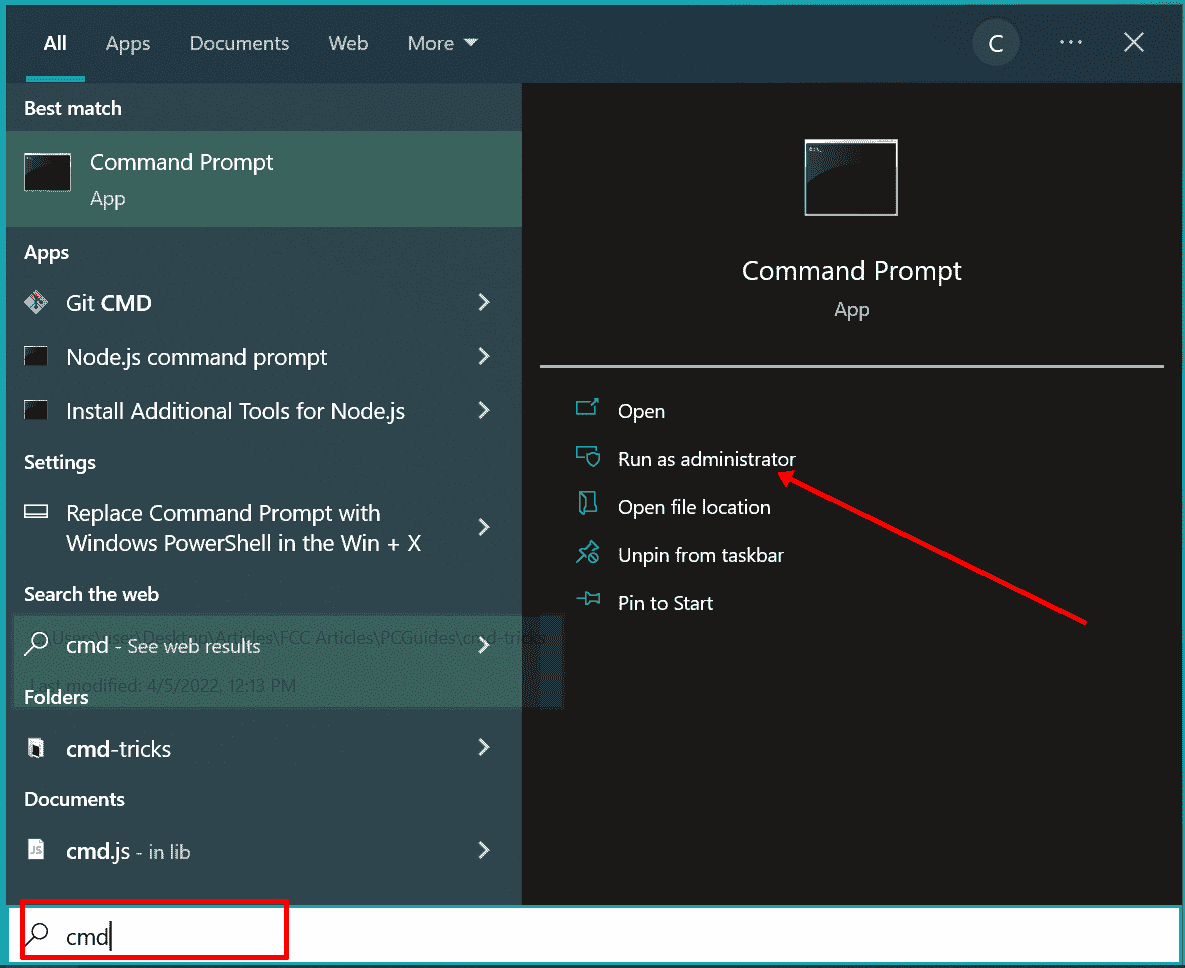 All Apps Documents Web More C ...
Best match
Command Prompt
App
Apps
Git CMD
Node.js command prompt
Install Additional Tools for Node.js
Settings
Replace Command Prompt with
Windows PowerShell in the Win + X
Search the web
cmd - See web results
Users\user\Desktop\Articles\FCC Articles\PCGuides\cmd-tricks
Last modified: 4/5/2022, 12:13 PM
Folders
cmd-tricks
Documents
cmd.js - in lib
cmd
Command Prompt
App
Open
Run as administrator
Open file location
Unpin from taskbar
Pin to Start